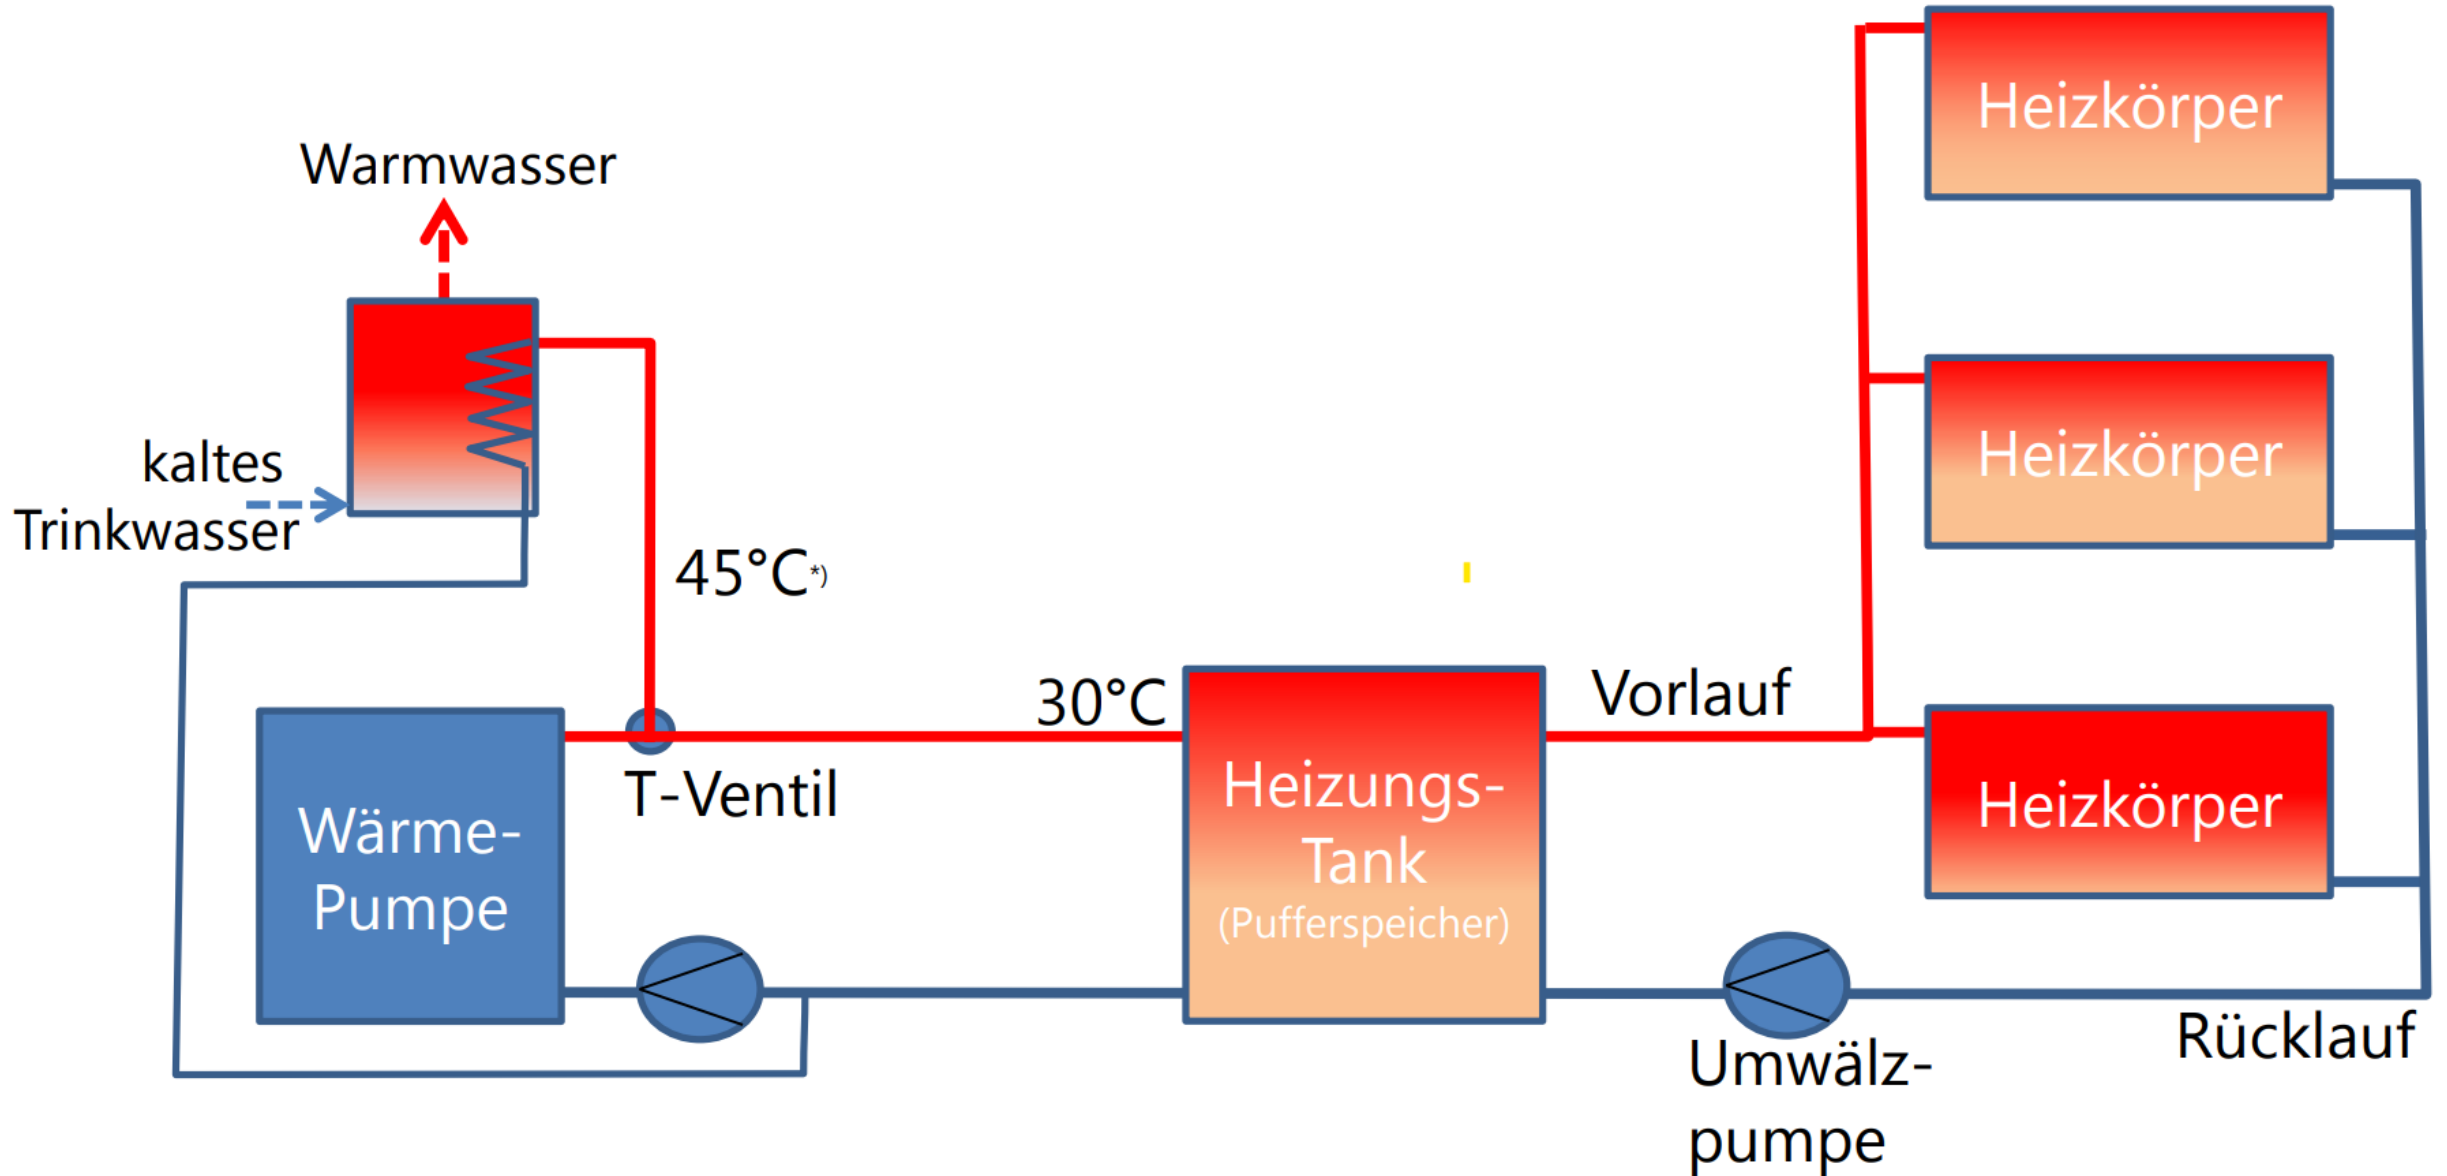 Warmwasser
kaltes
Trinkwasser
45°C*)
Wärme-
Pumpe
T-Ventil
30°C
Heizungs-
Tank
(Pufferspeicher)
Vorlauf
Heizkörper
Heizkörper
Heizkörper
Umwälz-
pumpe
Rücklauf